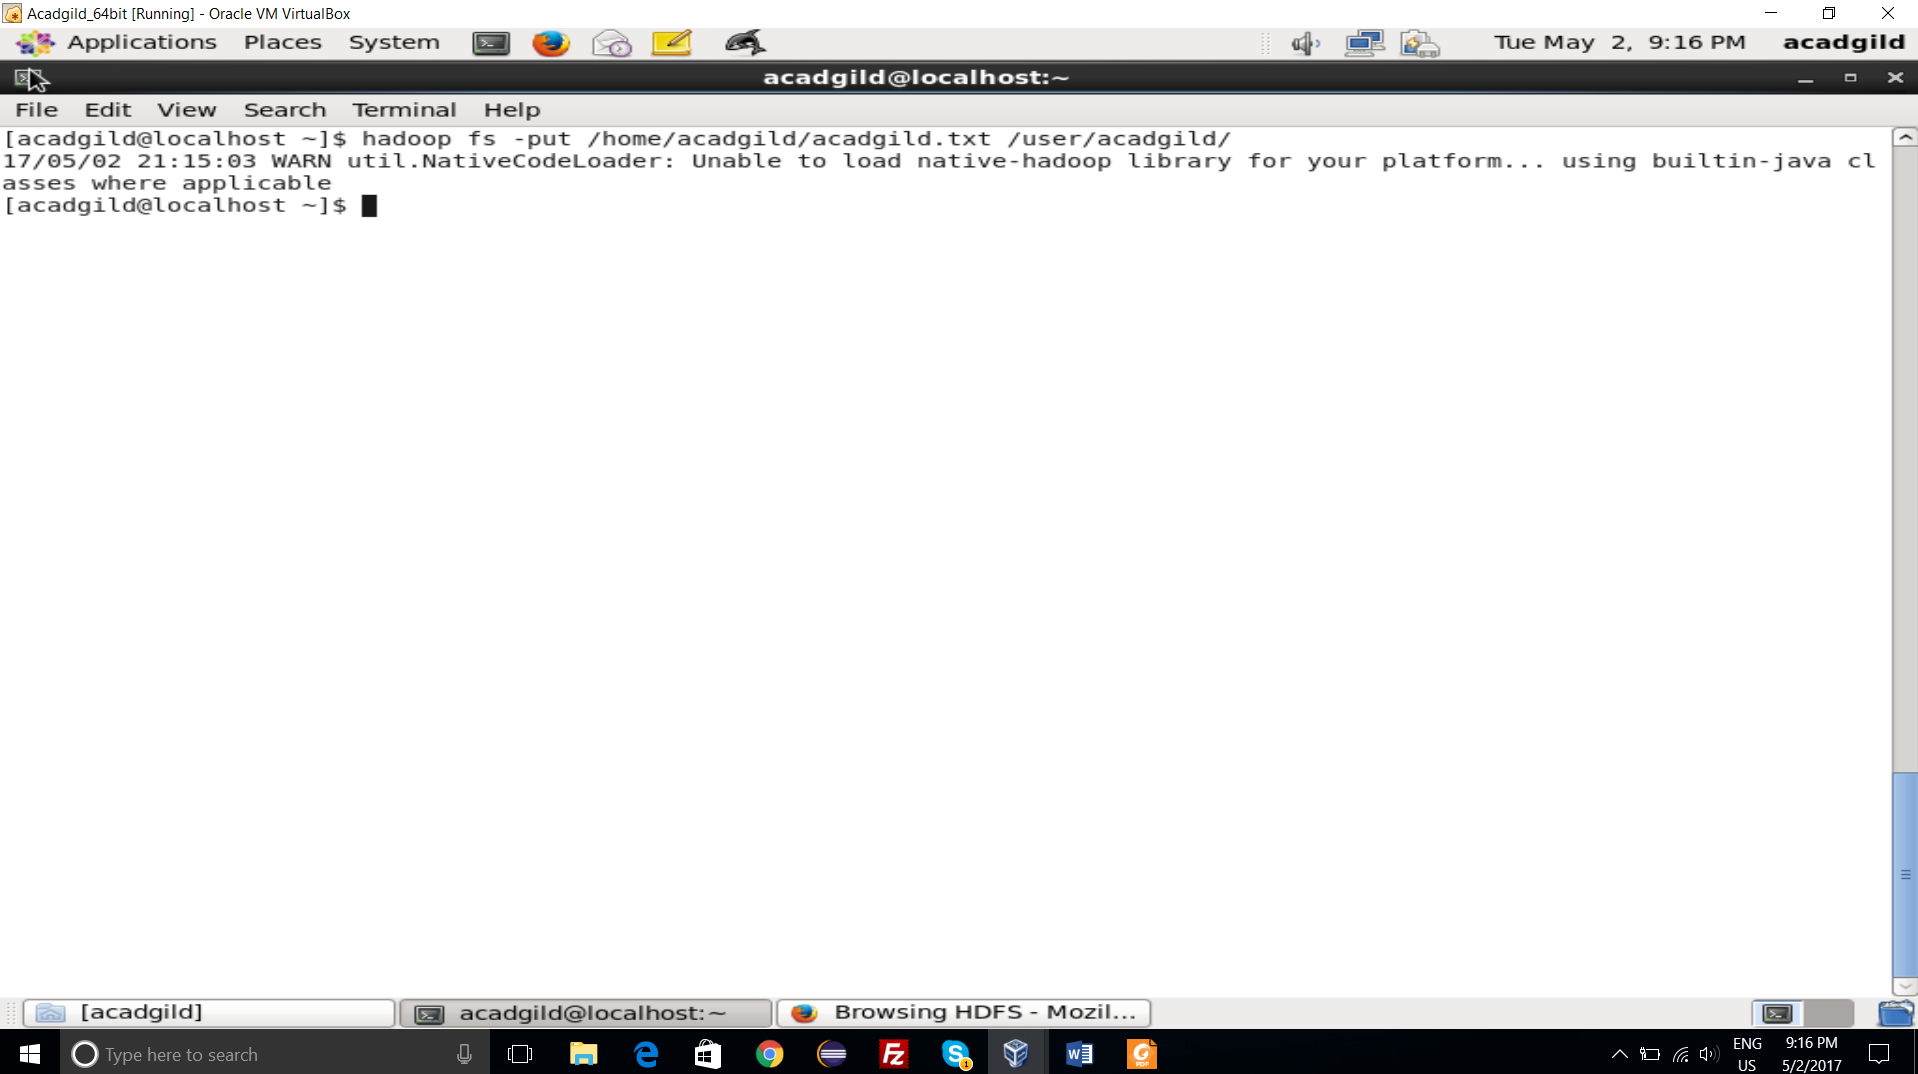 Acadgild_64bit [Running] - Oracle VM VirtualBox
Applications Places System Tue May 2, 9:16 PM acadgild
acadgild@localhost:~
File Edit View Search Terminal Help
[acadgild@localhost ~]$ hadoop fs -put /home/acadgild/acadgild.txt /user/acadgild/
17/05/02 21:15:03 WARN util.NativeCodeLoader: Unable to load native-hadoop library for your platform... using builtin-java cl
asses where applicable
[acadgild@localhost ~]$
[acadgild] acadgild@localhost:~ Browsing HDFS - Mozil...
Type here to search ENG 9:16 PM
US 5/2/2017